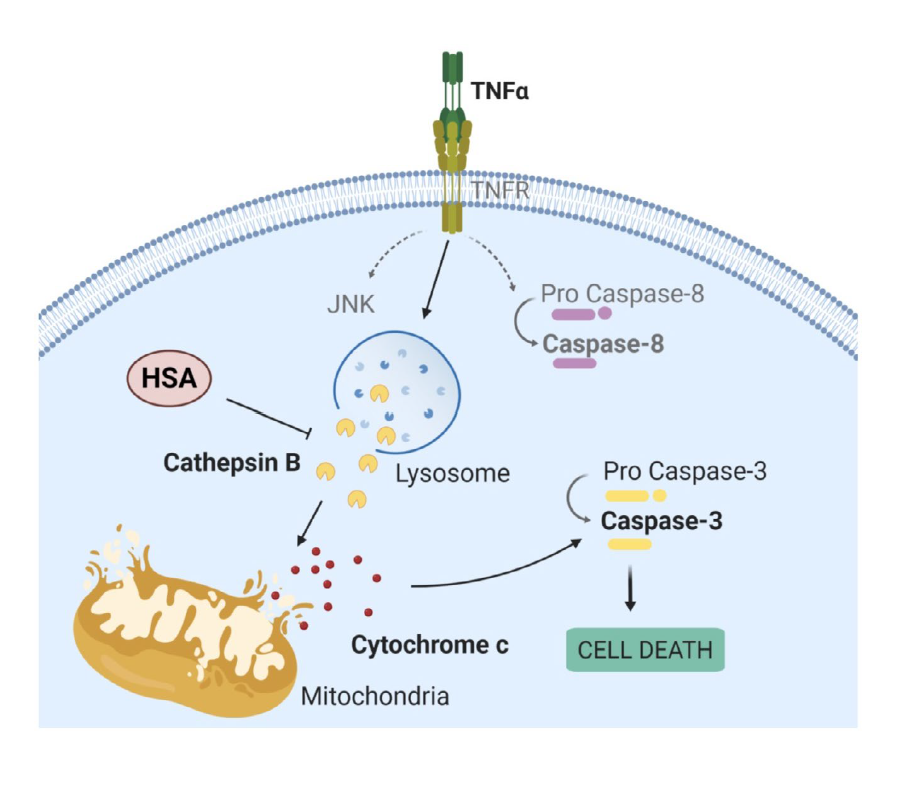 TNFα
TNFR
JNK
Pro Caspase-8
Caspase-8
HSA
Cathepsin B
Lysosome
Pro Caspase-3
Caspase-3
Cytochrome c
CELL DEATH
Mitochondria